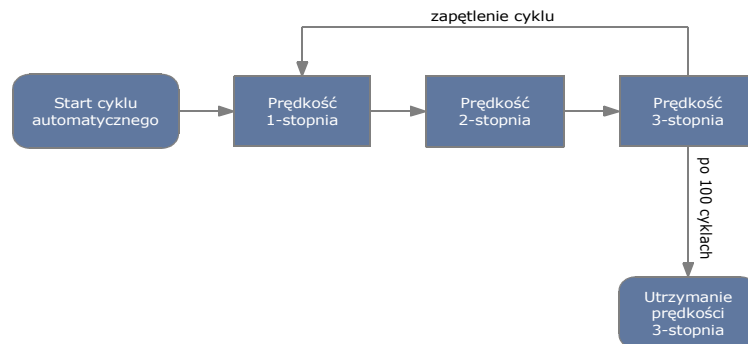 zapętlenie cyklu
Start cyklu
automatycznego
Prędkość
1-stopnia
Prędkość
2-stopnia
Prędkość
3-stopnia
po 100 cyklach
Utrzymanie
prędkości
3-stopnia